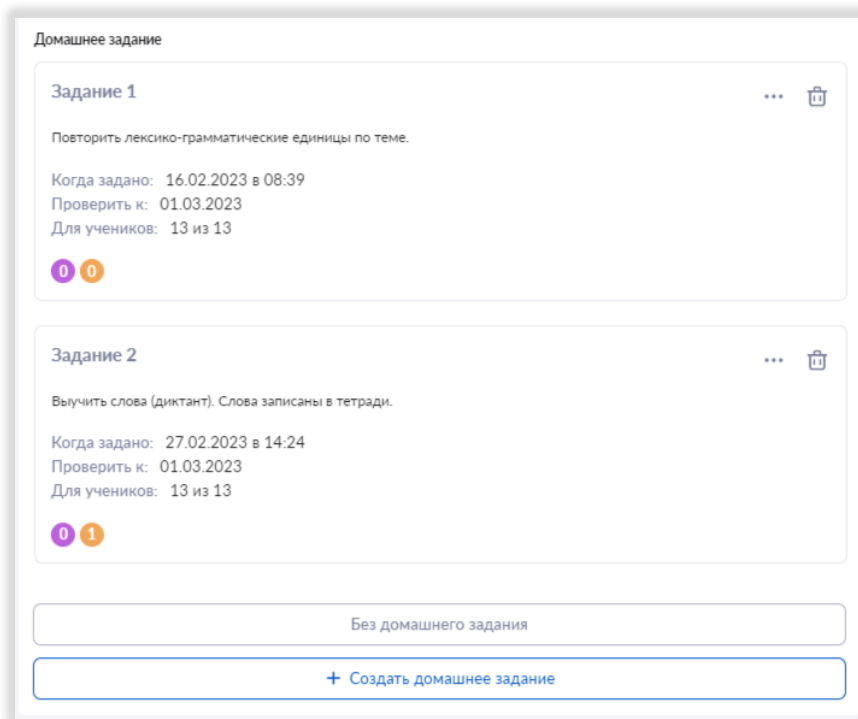 Домашнее задание
Задание 1
Повторить лексико-грамматические единицы по теме.
Когда задано: 16.02.2023 в 08:39
Проверить к: 01.03.2023
Для учеников: 13 из 13
0 0
Задание 2
Выучить слова (диктант). Слова записаны в тетради.
Когда задано: 27.02.2023 в 14:24
Проверить к: 01.03.2023
Для учеников: 13 из 13
0 1
Без домашнего задания
+ Создать домашнее задание